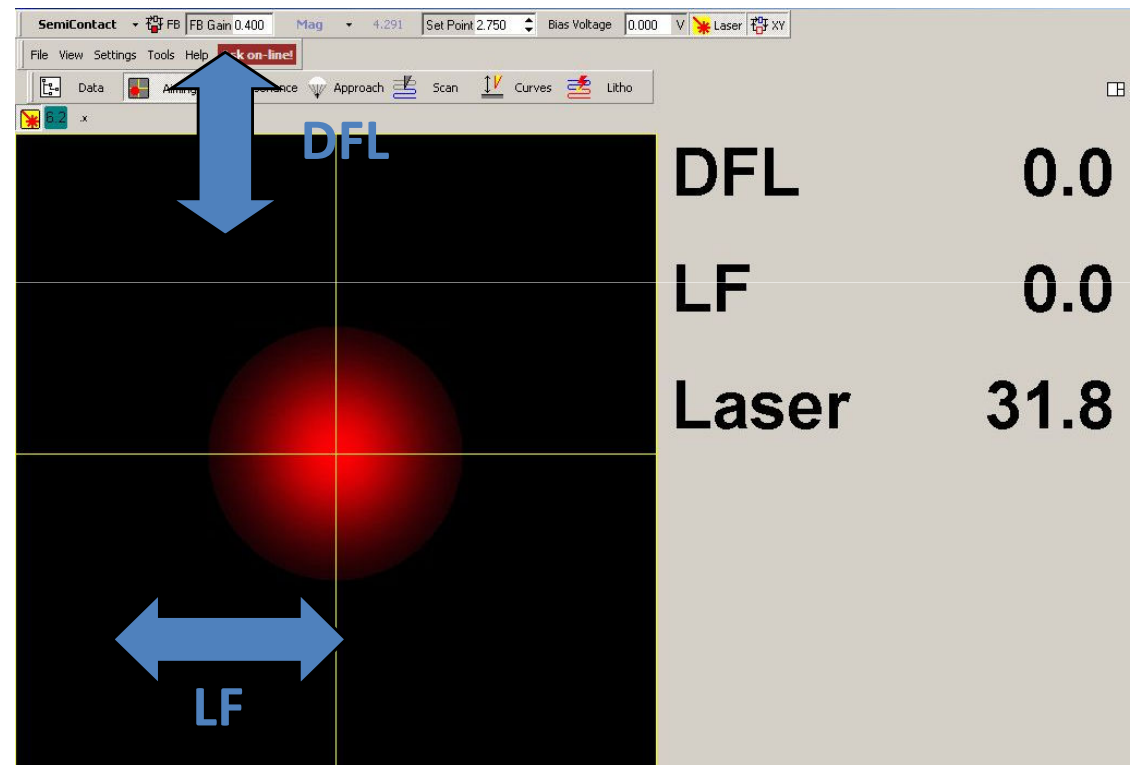 SemiContact FB FB Gain 0.400 Mag 4.291 Set Point 2.750 Bias Voltage 0.000 V Laser XY
File View Settings Tools Help on-line!
Data Approach Scan Curves Litho
6.2 .x
DFL
DFL 0.0
LF 0.0
Laser 31.8
LF